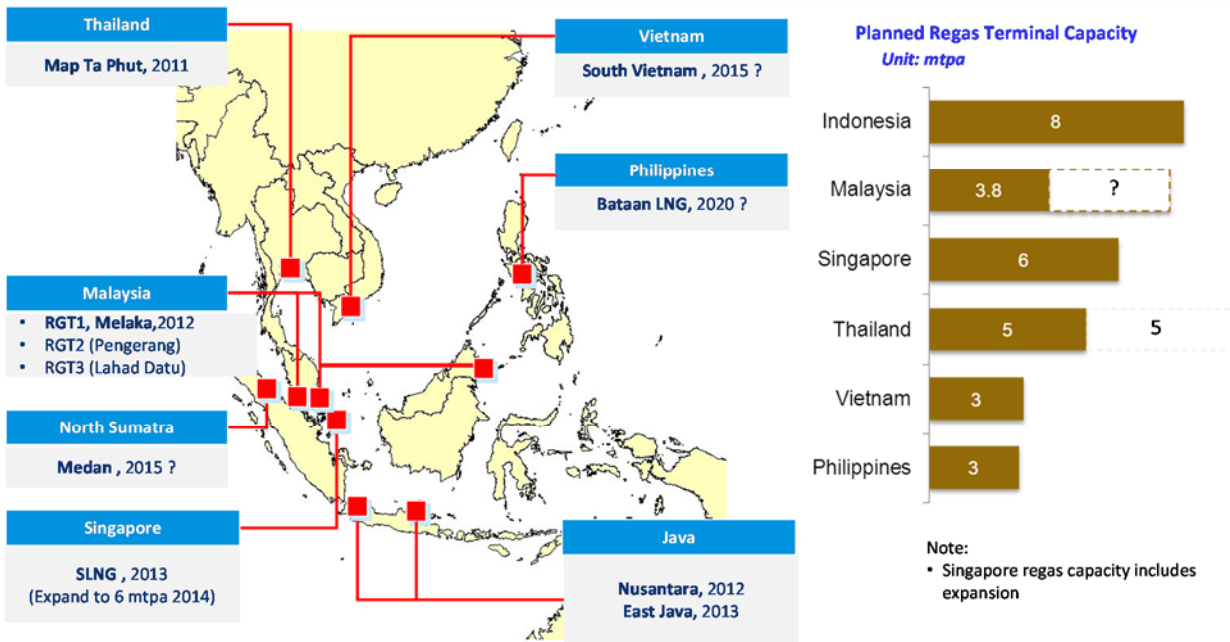 Thailand
Map Ta Phut, 2011
Vietnam
South Vietnam , 2015 ?
Philippines
Bataan LNG, 2020 ?
Malaysia
• RGT1, Melaka,2012
• RGT2 (Pengerang)
• RGT3 (Lahad Datu)
North Sumatra
Medan , 2015 ?
Singapore
SLNG , 2013
(Expand to 6 mtpa 2014)
Java
Nusantara, 2012
East Java, 2013
Planned Regas Terminal Capacity
Unit: mtpa
Indonesia 8
Malaysia 3.8 ?
Singapore 6
Thailand 5 5
Vietnam 3
Philippines 3
Note:
• Singapore regas capacity includes
expansion